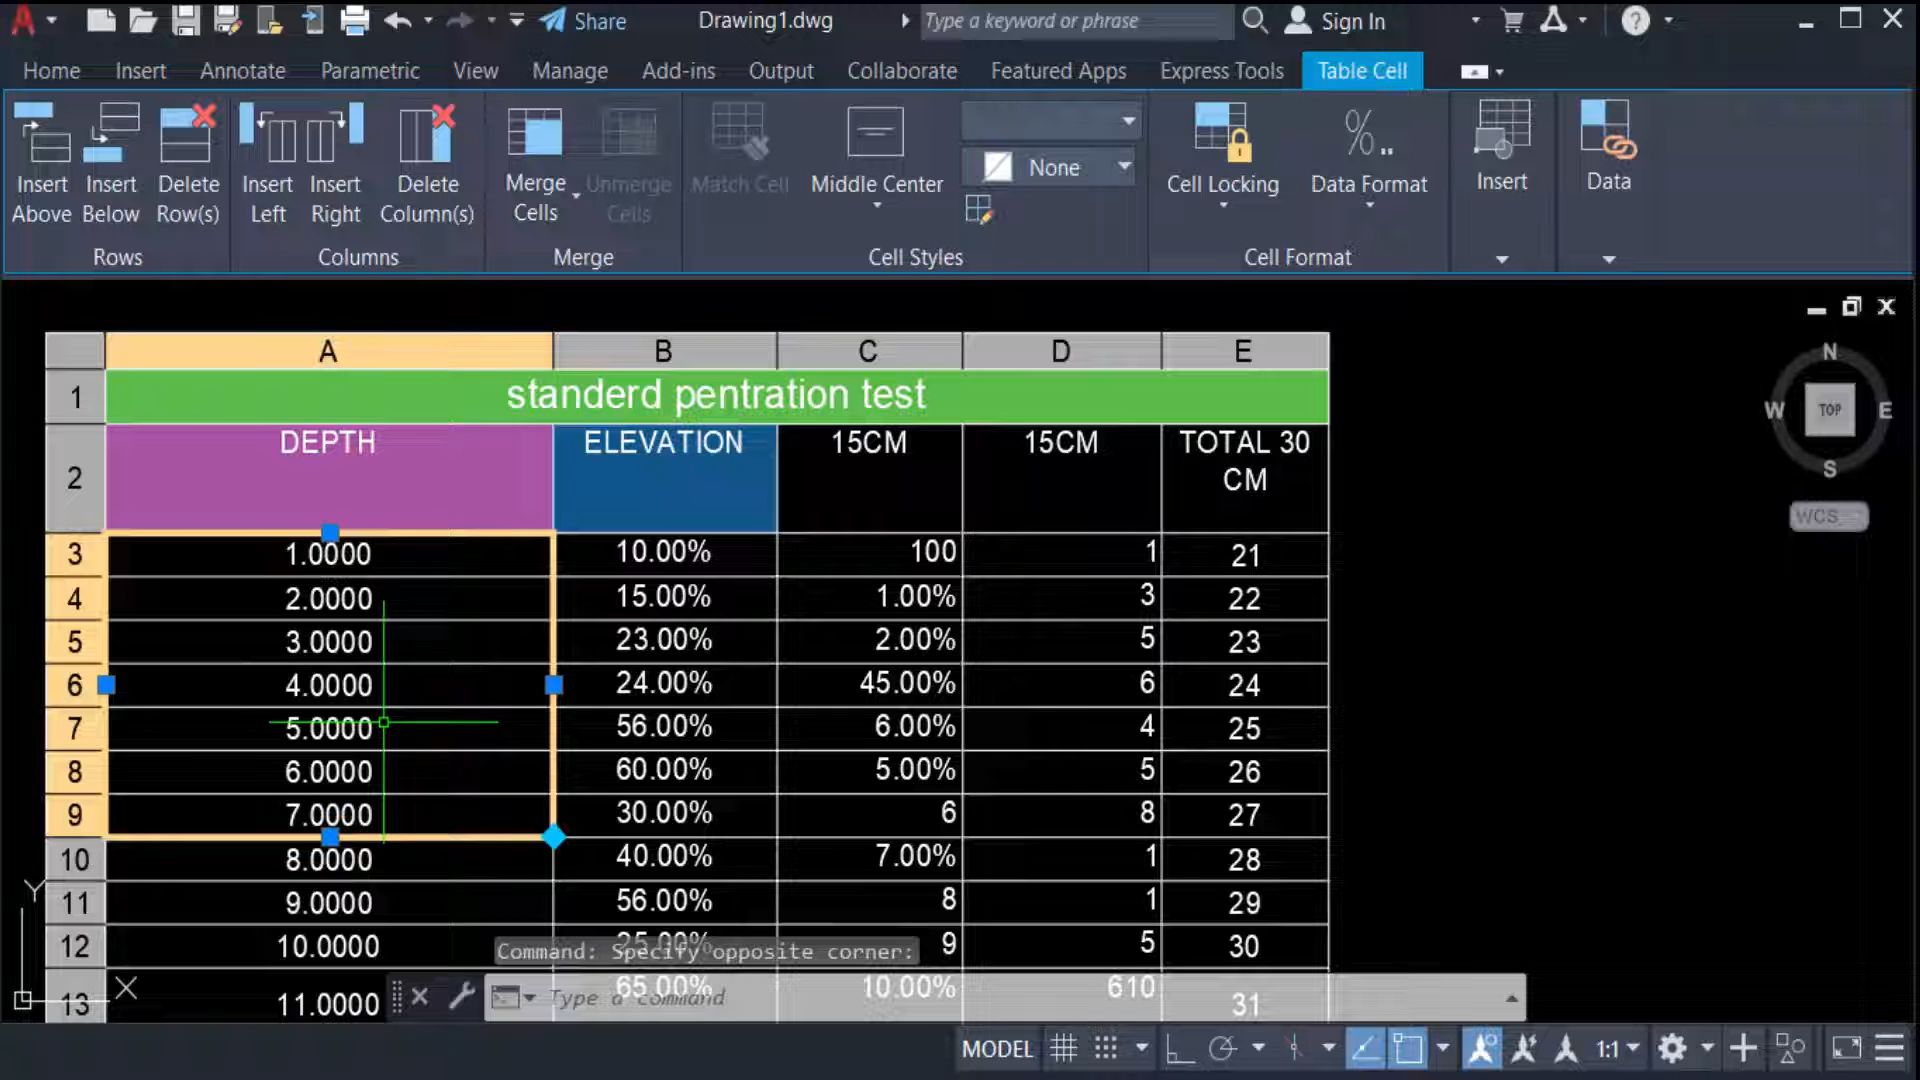 Share Drawing1.dwg Type a keyword or phrase Sign In
Home Insert Annotate Parametric View Manage Add-ins Output Collaborate Featured Apps Express Tools Table Cell
Insert Above
Insert Below
Delete Row(s)
Rows
Insert Left
Insert Right
Delete Column(s)
Columns
Merge Cells
Unmerge Cells
Merge
Match Cell
Middle Center
None
Cell Styles
Cell Locking
Data Format
Cell Format
Insert
Data
A B C D E
1 standerd pentration test
2 DEPTH ELEVATION 15CM 15CM TOTAL 30 CM
3 1.0000 10.00% 100 1 21
4 2.0000 15.00% 1.00% 3 22
5 3.0000 23.00% 2.00% 5 23
6 4.0000 24.00% 45.00% 6 24
7 5.0000 56.00% 6.00% 4 25
8 6.0000 60.00% 5.00% 5 26
9 7.0000 30.00% 6 8 27
10 8.0000 40.00% 7.00% 1 28
11 9.0000 56.00% 8 1 29
12 10.0000 25.00% 9 5 30
13 11.0000 65.00% 10.00% 610 31
Command: Specify opposite corner:
Type a command
N
W TOP E
S
WCS
Y
X
MODEL 1:1